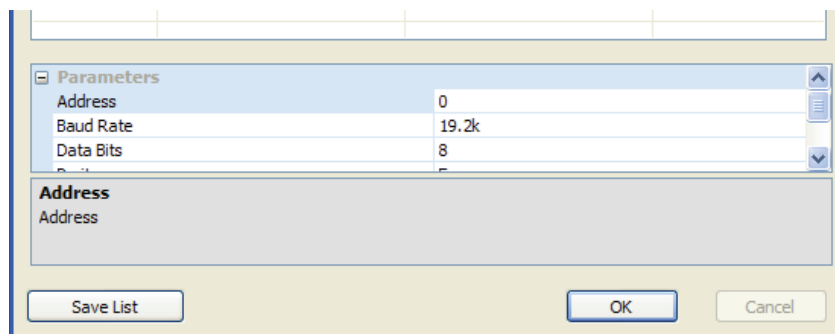 Parameters
Address 0
Baud Rate 19.2k
Data Bits 8
Address
Address
Save List OK Cancel